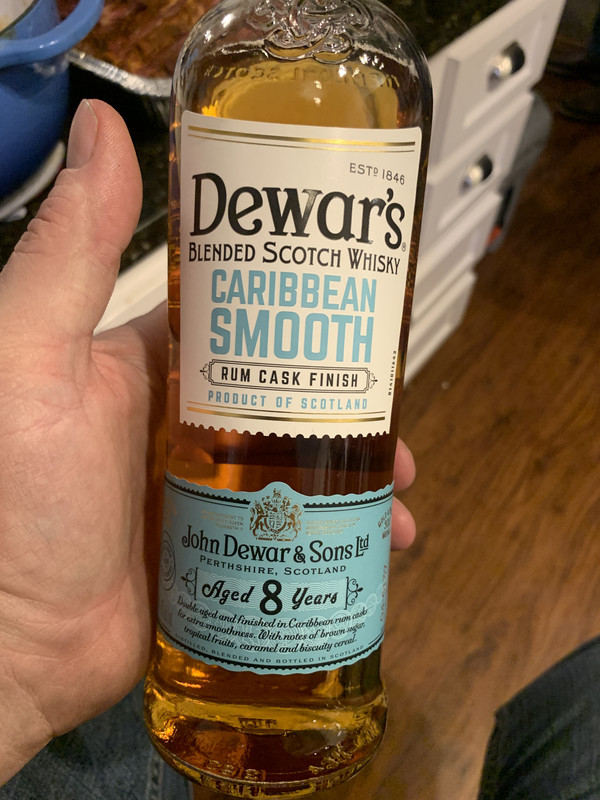 ESTD 1846
Dewar's
BLENDED SCOTCH WHISKY
CARIBBEAN
SMOOTH
RUM CASK FINISH
PRODUCT OF SCOTLAND
John Dewar & Sons Ltd
PERTHSHIRE, SCOTLAND
Aged 8 Years
Double aged and finished in Caribbean rum casks
for extra smoothness. With notes of brown sugar,
tropical fruits, caramel and biscuity cereal.
DISTILLED, BLENDED AND BOTTLED IN SCOTLAND